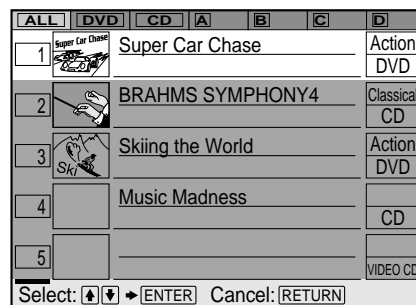 ALL DVD CD A B C D
1 Super Car Chase Super Car Chase Action
DVD
2 BRAHMS SYMPHONY4 Classical
CD
3 Ski Skiing the World Action
DVD
4 Music Madness
CD
5
VIDEO CD
Select: ENTER Cancel: RETURN